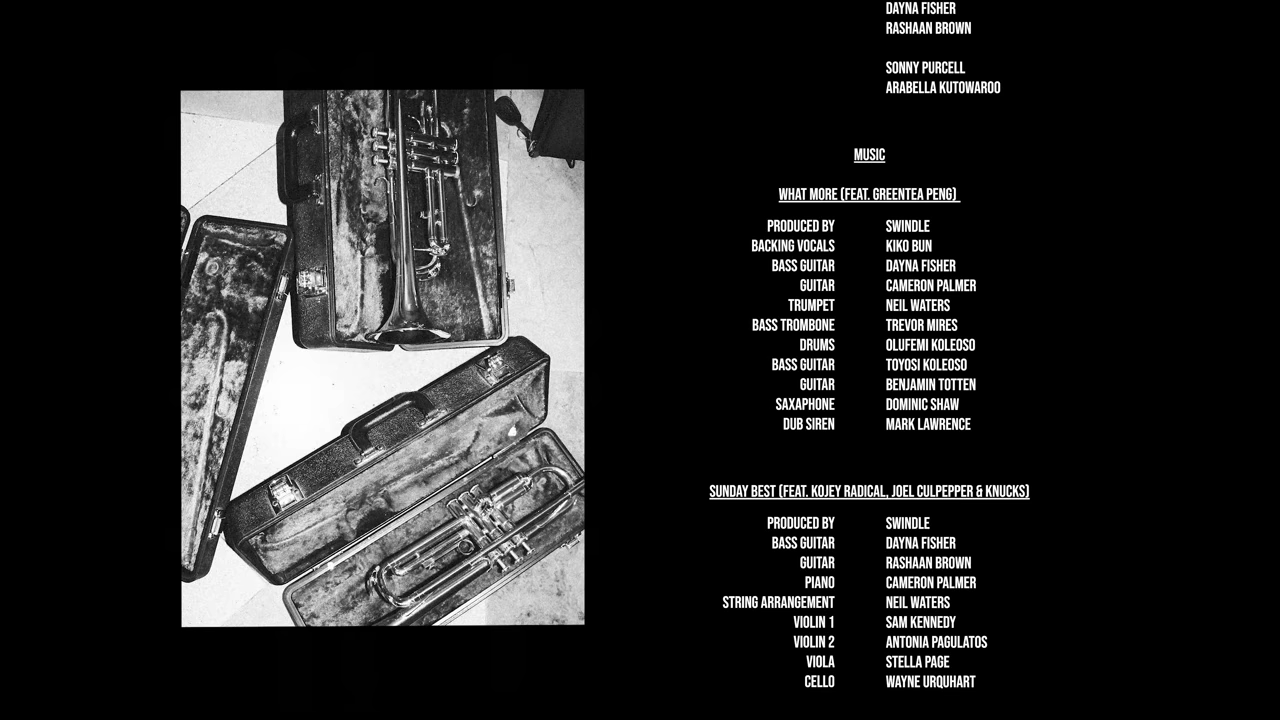 DAYNA FISHER
RASHAAN BROWN
SONNY PURCELL
ARABELLA KUTOWAROO
MUSIC
WHAT MORE (FEAT. GREENTEA PENG)
PRODUCED BY SWINDLE
BACKING VOCALS KIKO BUN
BASS GUITAR DAYNA FISHER
GUITAR CAMERON PALMER
TRUMPET NEIL WATERS
BASS TROMBONE TREVOR MIRES
DRUMS OLUFEMI KOLEOSO
BASS GUITAR TOYOSI KOLEOSO
GUITAR BENJAMIN TOTTEN
SAXAPHONE DOMINIC SHAW
DUB SIREN MARK LAWRENCE
SUNDAY BEST (FEAT. KOJEY RADICAL, JOEL CULPEPPER & KNUCKS)
PRODUCED BY SWINDLE
BASS GUITAR DAYNA FISHER
GUITAR RASHAAN BROWN
PIANO CAMERON PALMER
STRING ARRANGEMENT NEIL WATERS
VIOLIN 1 SAM KENNEDY
VIOLIN 2 ANTONIA PAGULATOS
VIOLA STELLA PAGE
CELLO WAYNE URQUHART